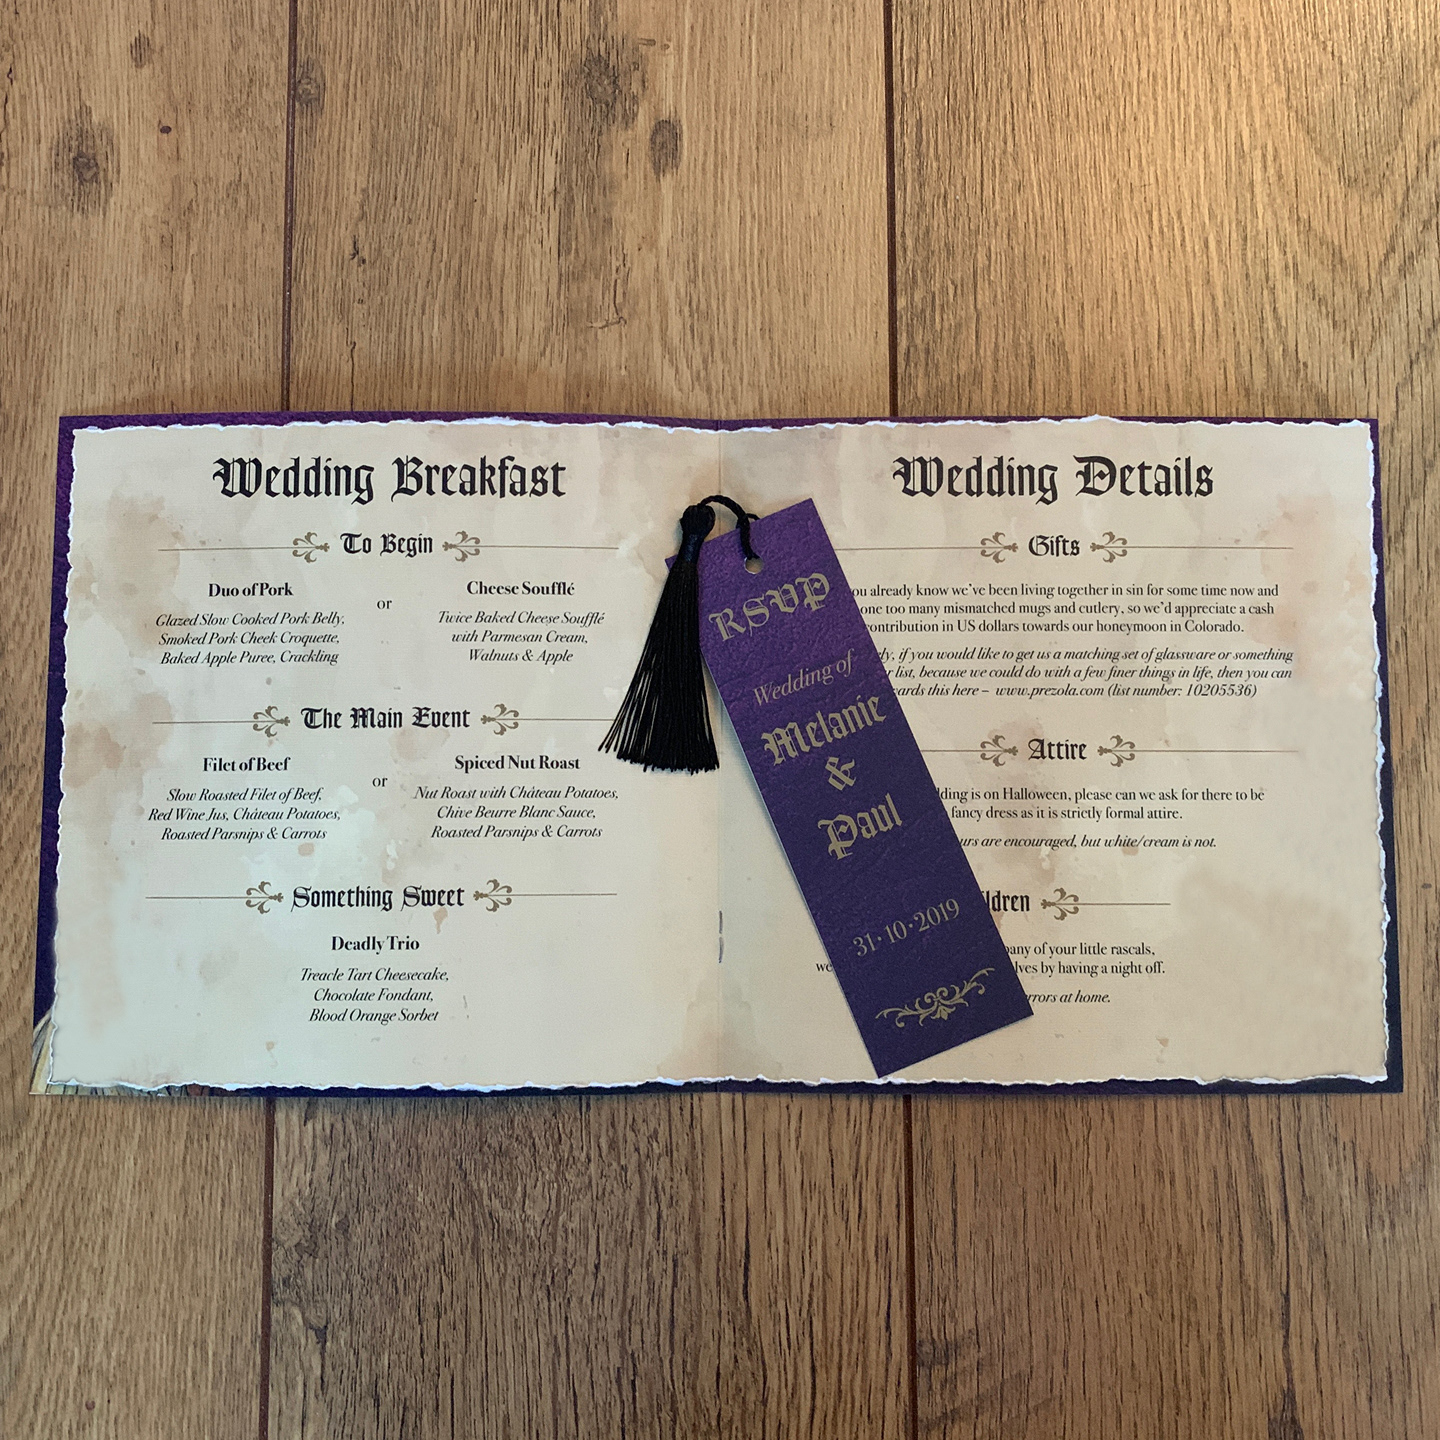 Wedding Breakfast
To Begin
Duo of Pork
Glazed Slow Cooked Pork Belly,
Smoked Pork Cheek Croquette,
Baked Apple Puree, Crackling
or
Cheese Soufflé
Twice Baked Cheese Soufflé
with Parmesan Cream,
Walnuts & Apple
The Main Event
Filet of Beef
Slow Roasted Filet of Beef,
Red Wine Jus, Château Potatoes,
Roasted Parsnips & Carrots
or
Spiced Nut Roast
Nut Roast with Château Potatoes,
Chive Beurre Blanc Sauce,
Roasted Parsnips & Carrots
Something Sweet
Deadly Trio
Treacle Tart Cheesecake,
Chocolate Fondant,
Blood Orange Sorbet
RSVP
Wedding of
Melanie
&
Paul
31·10·2019
Wedding Details
Gifts
already know we've been living together in sin for some time now and
one too many mismatched mugs and cutlery, so we'd appreciate a cash
contribution in US dollars towards our honeymoon in Colorado.
if you would like to get us a matching set of glassware or something
list, because we could do with a few finer things in life, then you can
this here – www.prezola.com (list number: 10205536)
Attire
is on Halloween, please can we ask for there to be
fancy dress as it is strictly formal attire.
are encouraged, but white/cream is not.
of your little rascals,
we
by having a night off.
at home.